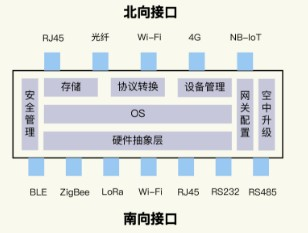 北向接口
RJ45 光纤 Wi-Fi 4G NB-IoT
安全管理
存储 协议转换 设备管理
OS
硬件抽象层
网关配置
空中升级
BLE ZigBee LoRa Wi-Fi RJ45 RS232 RS485
南向接口